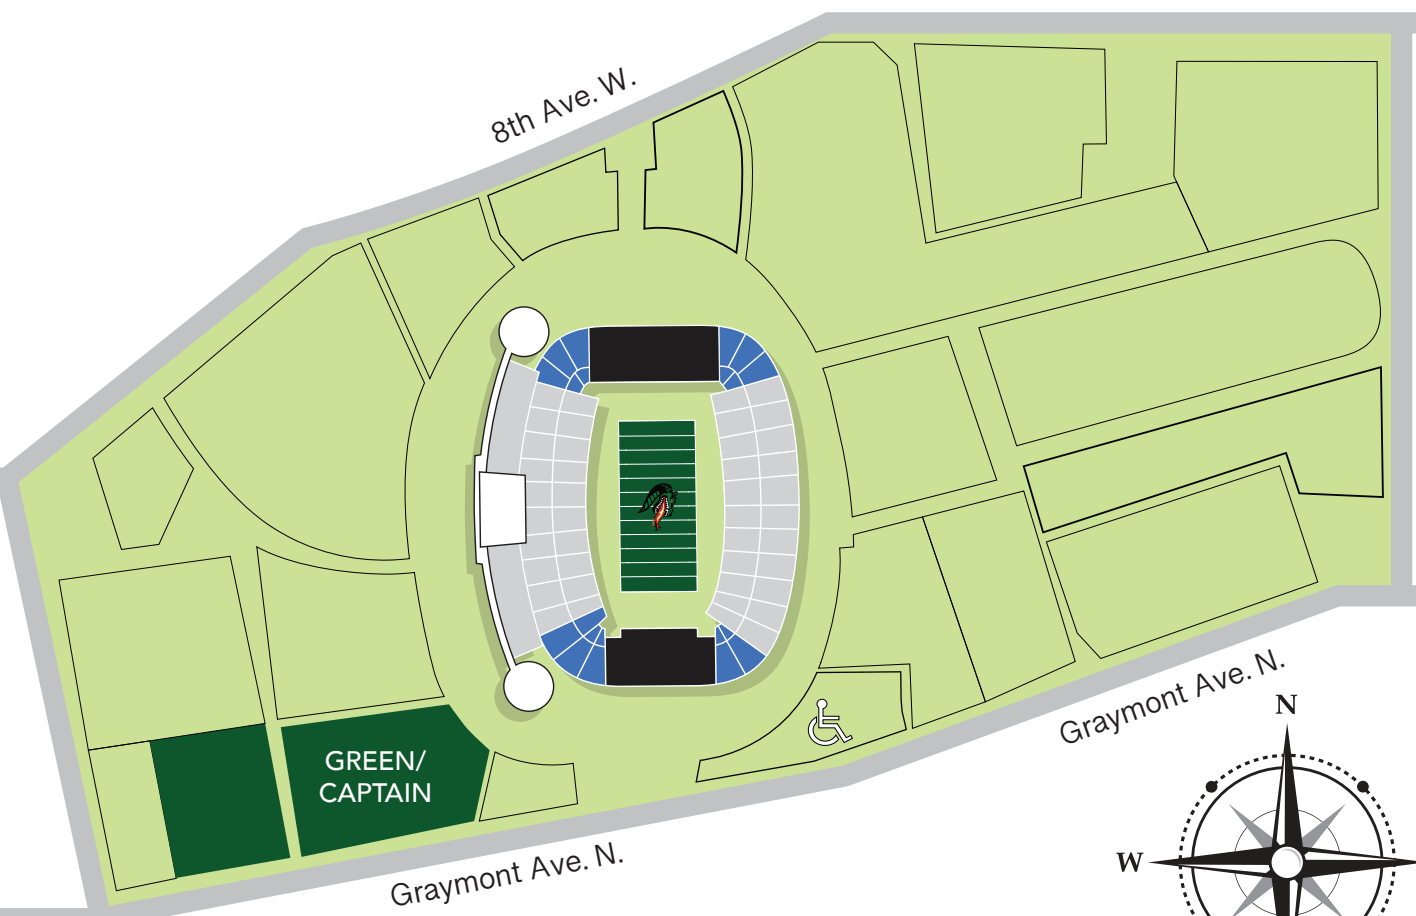 8th Ave. W.
GREEN/
CAPTAIN
Graymont Ave. N.
Graymont Ave. N.
N
W